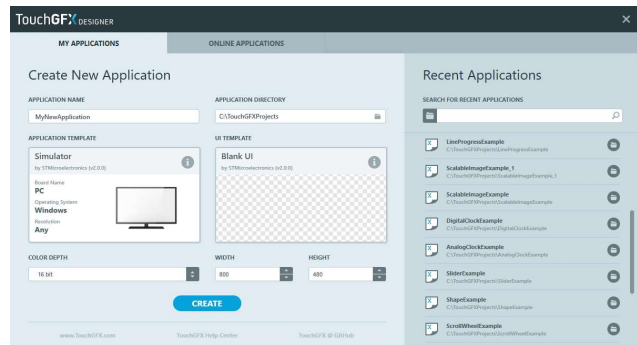 TouchGFX DESIGNER
MY APPLICATIONS
ONLINE APPLICATIONS
Create New Application
APPLICATION NAME
APPLICATION DIRECTORY
MyNewApplication
C:\TouchGFXProjects
APPLICATION TEMPLATE
UI TEMPLATE
Simulator
by STMicroelectronics (v2.0.0)
Board Name
PC
Operating System
Windows
Resolution
Any
Blank UI
by STMicroelectronics (v2.0.0)
COLOR DEPTH
WIDTH
HEIGHT
16 bit
800
480
CREATE
www.TouchGFX.com
TouchGFX Help Center
TouchGFX @ GitHub
Recent Applications
SEARCH FOR RECENT APPLICATIONS
LineProgressExample
C:\TouchGFXProjects\LineProgressExample
ScalableImageExample_1
C:\TouchGFXProjects\ScalableImageExample_1
ScalableImageExample
C:\TouchGFXProjects\ScalableImageExample
DigitalClockExample
C:\TouchGFXProjects\DigitalClockExample
AnalogClockExample
C:\TouchGFXProjects\AnalogClockExample
SliderExample
C:\TouchGFXProjects\SliderExample
ShapeExample
C:\TouchGFXProjects\ShapeExample
ScrollWheelExample
C:\TouchGFXProjects\ScrollWheelExample